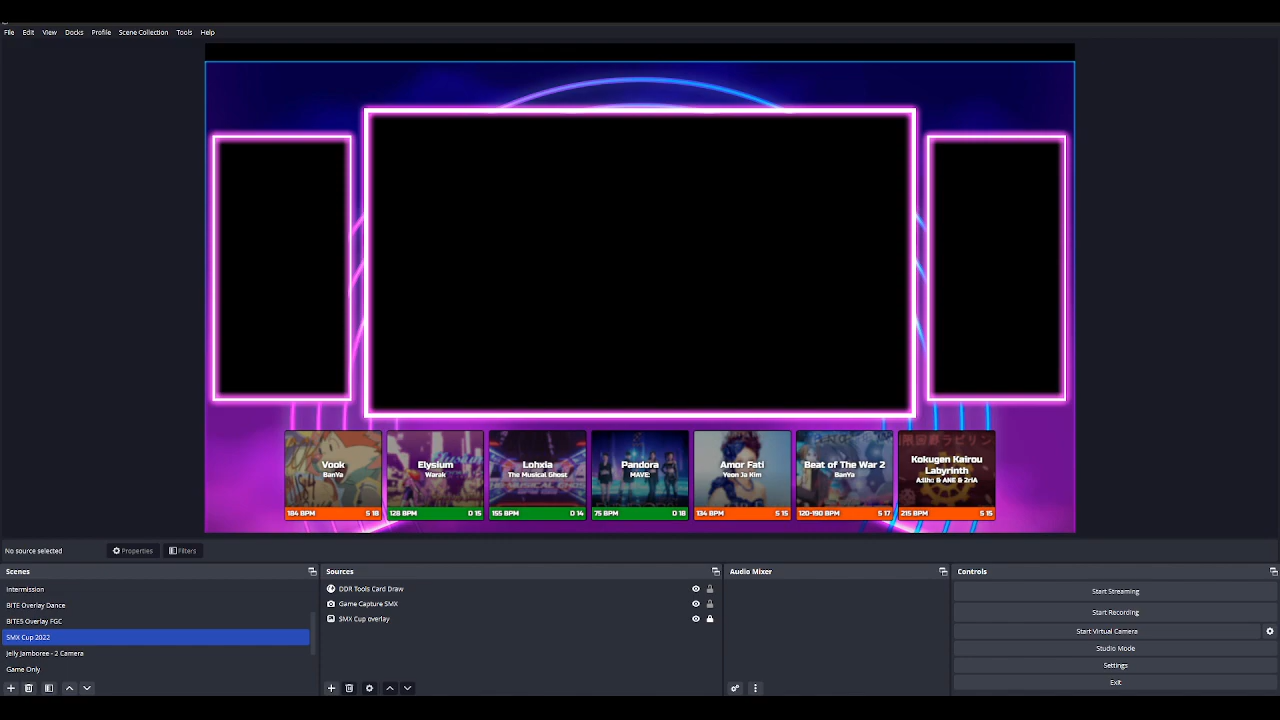 File Edit View Docks Profile Scene Collection Tools Help
Vook
BanYa
184 BPM S 18
Elysium
Warak
128 BPM D 15
Lohxia
The Musical Ghost
155 BPM D 14
Pandora
MAVE:
75 BPM D 18
Amor Fati
Yeon Ja Kim
134 BPM S 15
Beat of The War 2
BanYa
120-190 BPM S 17
Kokugen Kairou
Labyrinth
215 BPM S 15
No source selected Properties Filters
Scenes
Intermission
BITE Overlay Dance
BITE5 Overlay FGC
SMX Cup 2022
Jelly Jamboree - 2 Camera
Game Only
Sources
DDR Tools Card Draw
Game Capture SMX
SMX Cup overlay
Audio Mixer
Controls
Start Streaming
Start Recording
Start Virtual Camera
Studio Mode
Settings
Exit